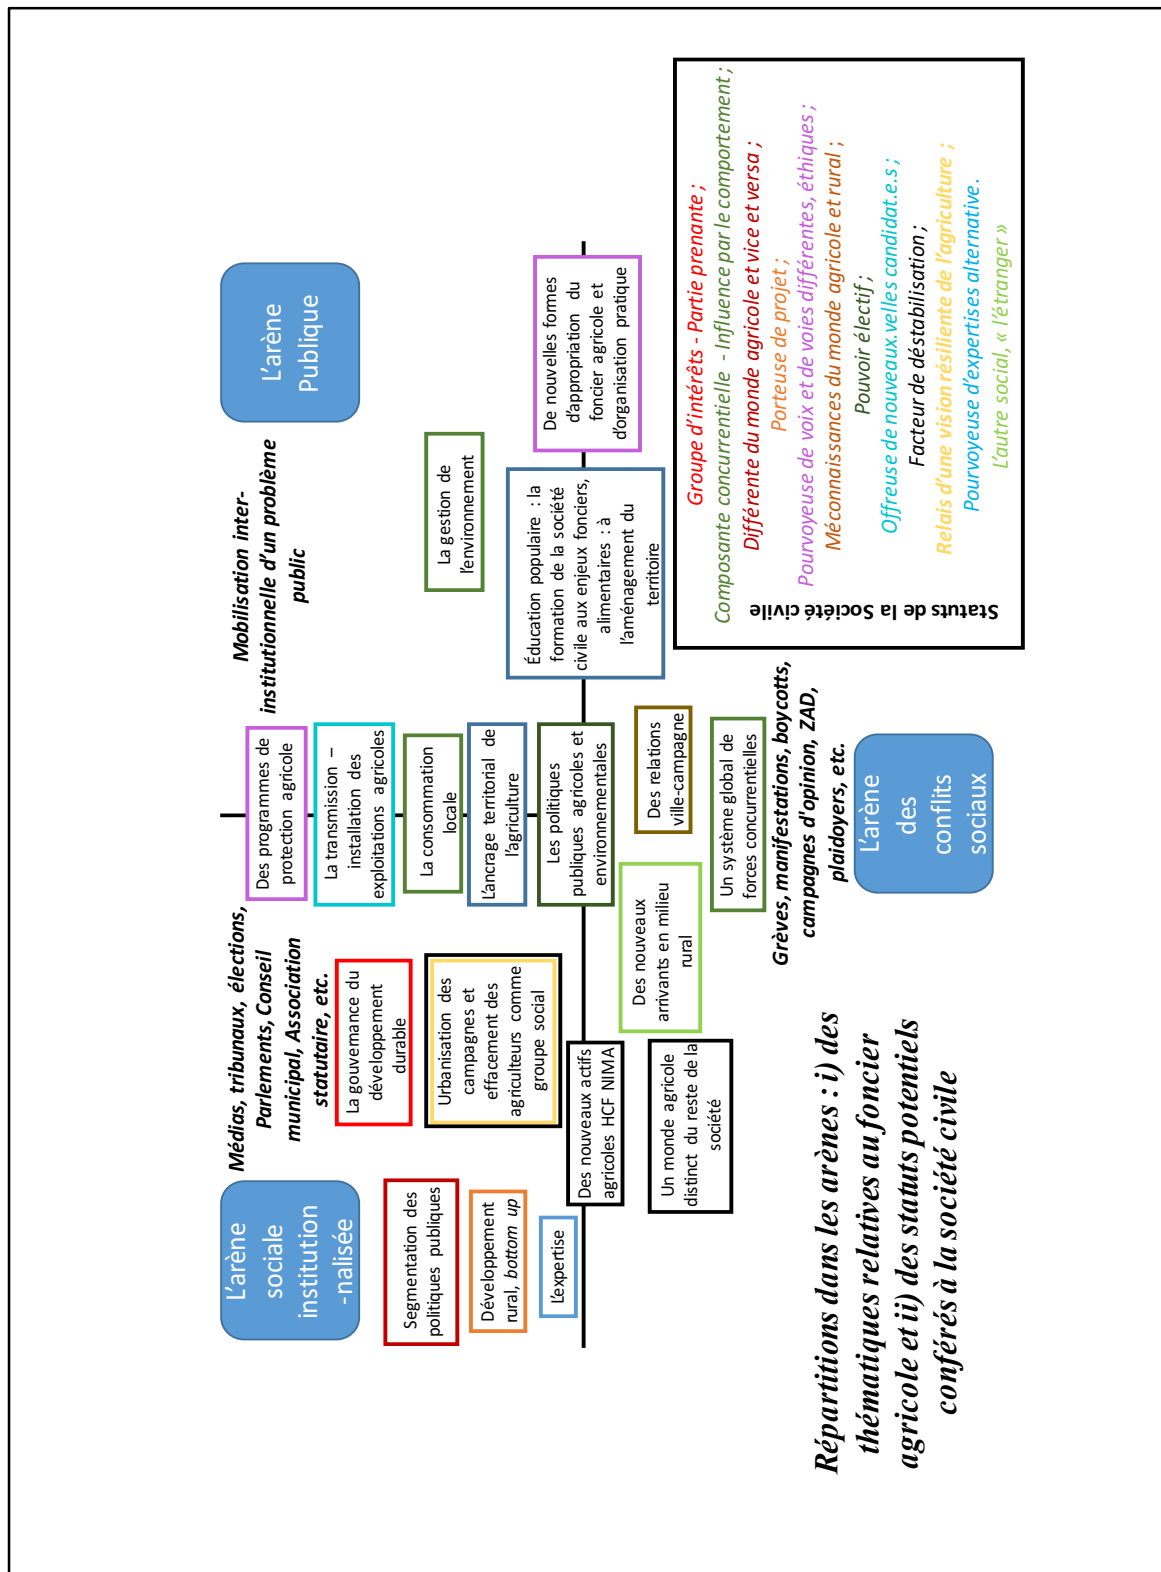 L'arène
sociale
institution
-nalisée
Médias, tribunaux, élections,
Parlements, Conseil
municipal, Association
statutaire, etc.
Mobilisation inter-
institutionnelle d'un problème
public
L'arène
Publique
Des programmes de
protection agricole
La transmission –
installation des
exploitations agricoles
La consommation
locale
L'ancrage territorial de
l'agriculture
Les politiques
publiques agricoles et
environnementales
La gouvernance du
développement
durable
Segmentation des
politiques publiques
Développement
rural, bottom up
L'expertise
Urbanisation des
campagnes et
effacement des
agriculteurs comme
groupe social
Des nouveaux actifs
agricoles HCF NIMA
La gestion de
l'environnement
Éducation populaire : la
formation de la société
civile aux enjeux fonciers,
alimentaires : à
l'aménagement du
territoire
De nouvelles formes
d'appropriation du
foncier agricole et
d'organisation pratique
Un monde agricole
distinct du reste de la
société
Des nouveaux
arrivants en milieu
rural
Des relations
ville-campagne
Un système global de
forces concurrentielles
Grèves, manifestations, boycotts,
campagnes d'opinion, ZAD,
plaidoyers, etc.
L'arène
des
conflits
sociaux
Répartitions dans les arènes : i) des
thématiques relatives au foncier
agricole et ii) des statuts potentiels
conférés à la société civile
Statuts de la Société civile
Groupe d'intérêts - Partie prenante ;
Composante concurrentielle - Influence par le comportement ;
Différente du monde agricole et vice et versa ;
Porteuse de projet ;
Pourvoyeuse de voix et de voies différentes, éthiques ;
Méconnaissances du monde agricole et rural ;
Pouvoir électif ;
Offreuse de nouveaux.velles candidat.e.s ;
Facteur de déstabilisation ;
Relais d'une vision résiliente de l'agriculture ;
Pourvoyeuse d'expertises alternative.
L'autre social, « l'étranger »